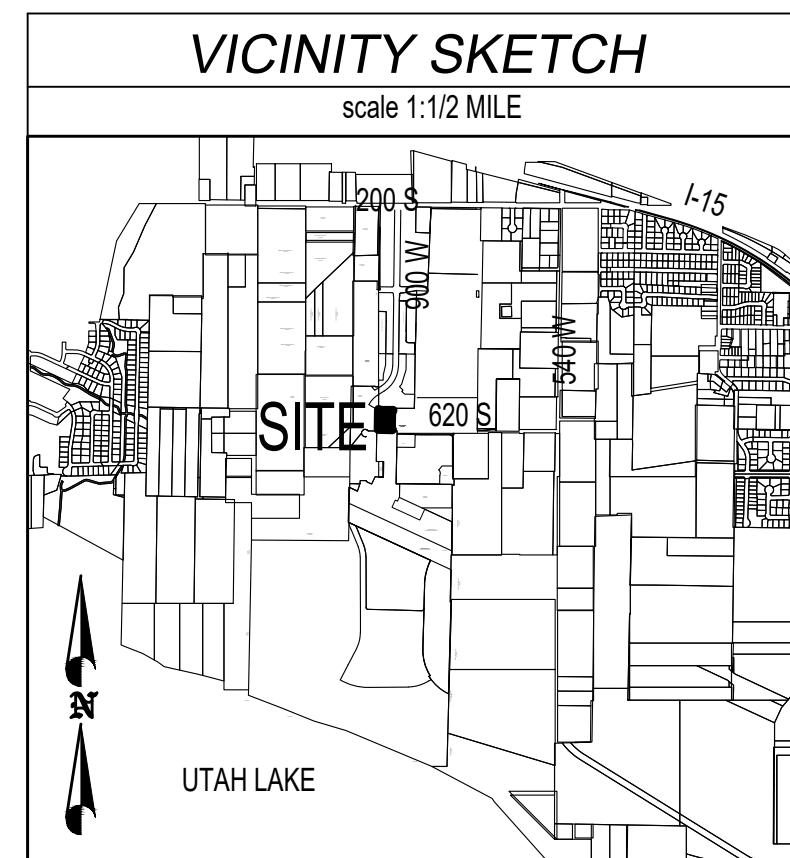 VICINITY SKETCH
scale 1:1/2 MILE
I-15
200 S
900 W
540 W
SITE
620 S
N
UTAH LAKE